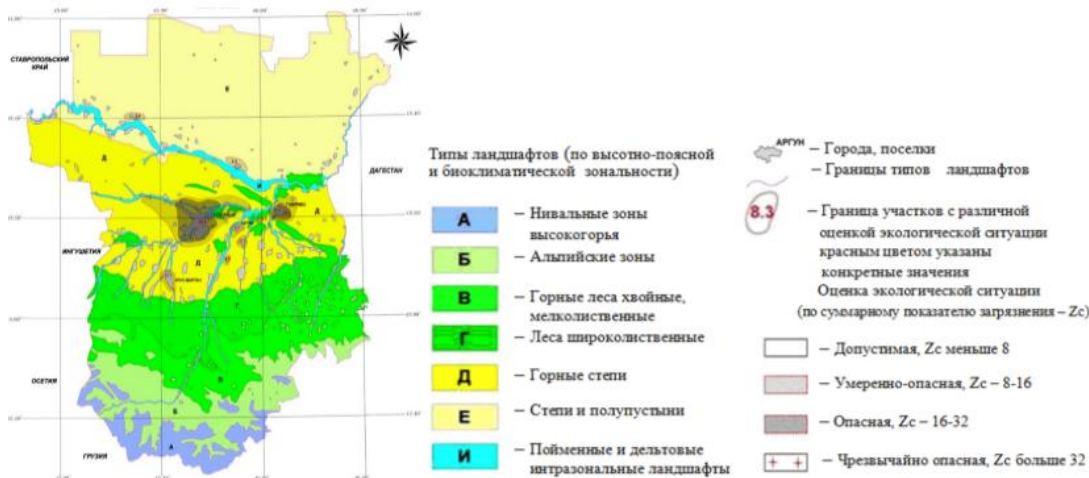 СТАВРОПОЛЬСКИЙ
КРАЙ
Е
Д
И
ДАГЕСТАН
Д
ИНГУШЕТИЯ
Д
Г
В
ОСЕТИЯ
Б
А
ГРУЗИЯ
Типы ландшафтов (по высотно-поясной
и биоклиматической зональности)
А – Нивальные зоны
высокогорья
Б – Альпийские зоны
В – Горные леса хвойные,
мелколиственные
Г – Леса широколиственные
Д – Горные степи
Е – Степи и полупустыни
И – Пойменные и дельтовые
интразональные ландшафты
АРГУН – Города, поселки
– Границы типов ландшафтов
8.3 – Граница участков с различной
оценкой экологической ситуации
красным цветом указаны
конкретные значения
Оценка экологической ситуации
(по суммарному показателю загрязнения – Zc)
– Допустимая, Zc меньше 8
– Умеренно-опасная, Zc – 8-16
– Опасная, Zc – 16-32
– Чрезвычайно опасная, Zc больше 32